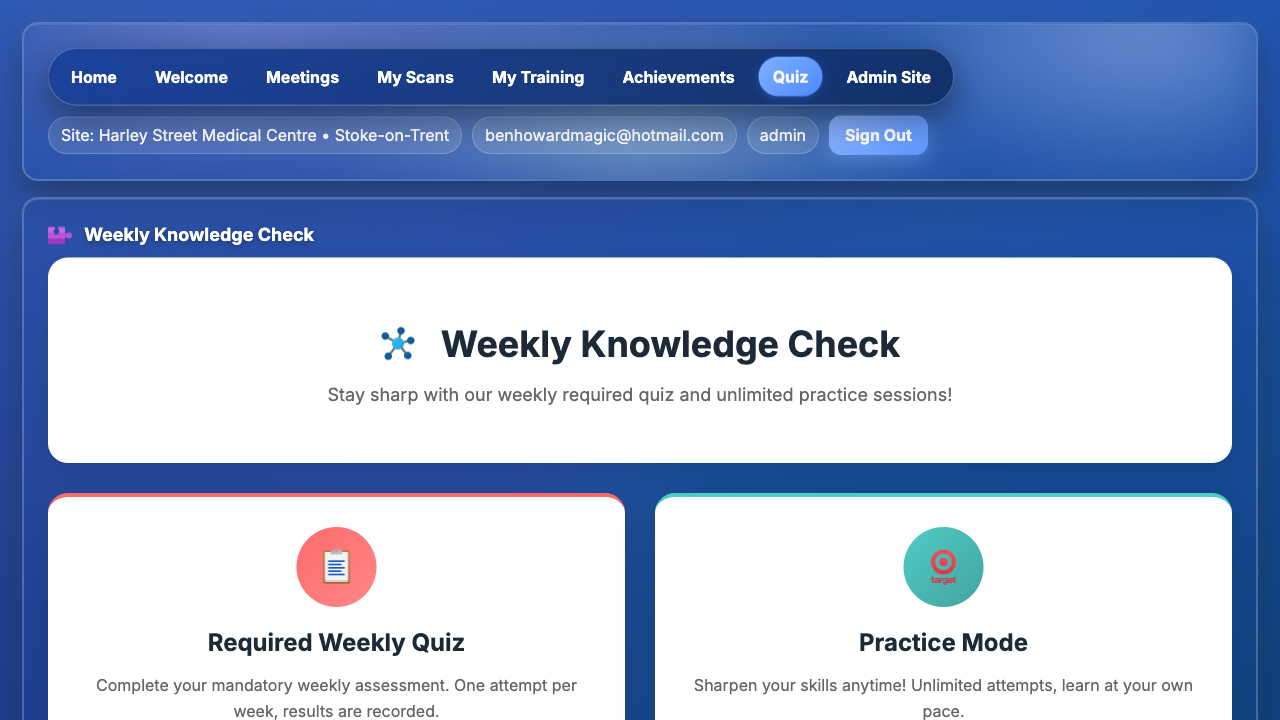 Home Welcome Meetings My Scans My Training Achievements Quiz Admin Site
Site: Harley Street Medical Centre • Stoke-on-Trent benhowardmagic@hotmail.com admin Sign Out
Weekly Knowledge Check
Weekly Knowledge Check
Stay sharp with our weekly required quiz and unlimited practice sessions!
Required Weekly Quiz
Complete your mandatory weekly assessment. One attempt per
week, results are recorded.
target
Practice Mode
Sharpen your skills anytime! Unlimited attempts, learn at your own
pace.